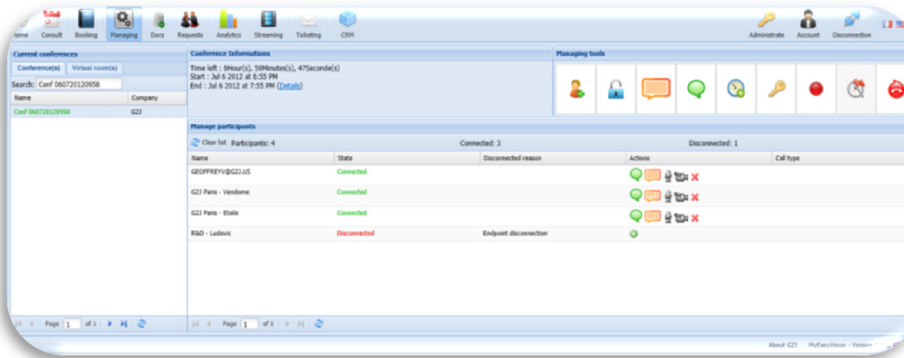 ome Consult Booking Managing Docs Requests Analytics Streaming Ticketing CRM Administrate Account Disconnection
Current conferences
Conference(s) Virtual room(s)
Search: Conf 060720120958
Name Company
Conf 060720120958 G2J
Conference Informations
Time left : 0Hour(s), 50Minutes(s), 47Seconde(s)
Start : Jul 6 2012 at 6:55 PM
End : Jul 6 2012 at 7:55 PM (Details)
Managing tools
Manage participants
Clear list Participants: 4 Connected: 3 Disconnected: 1
Name State Disconnected reason Actions Call type
GEOFFREYV@G2J.US Connected
G2J Paris - Vendome Connected
G2J Paris - Etoile Connected
R&D - Ludovic Disconnected Endpoint disconnection
Page 1 of 1
Page 1 of 1
About G2J MyEasyVision - Version